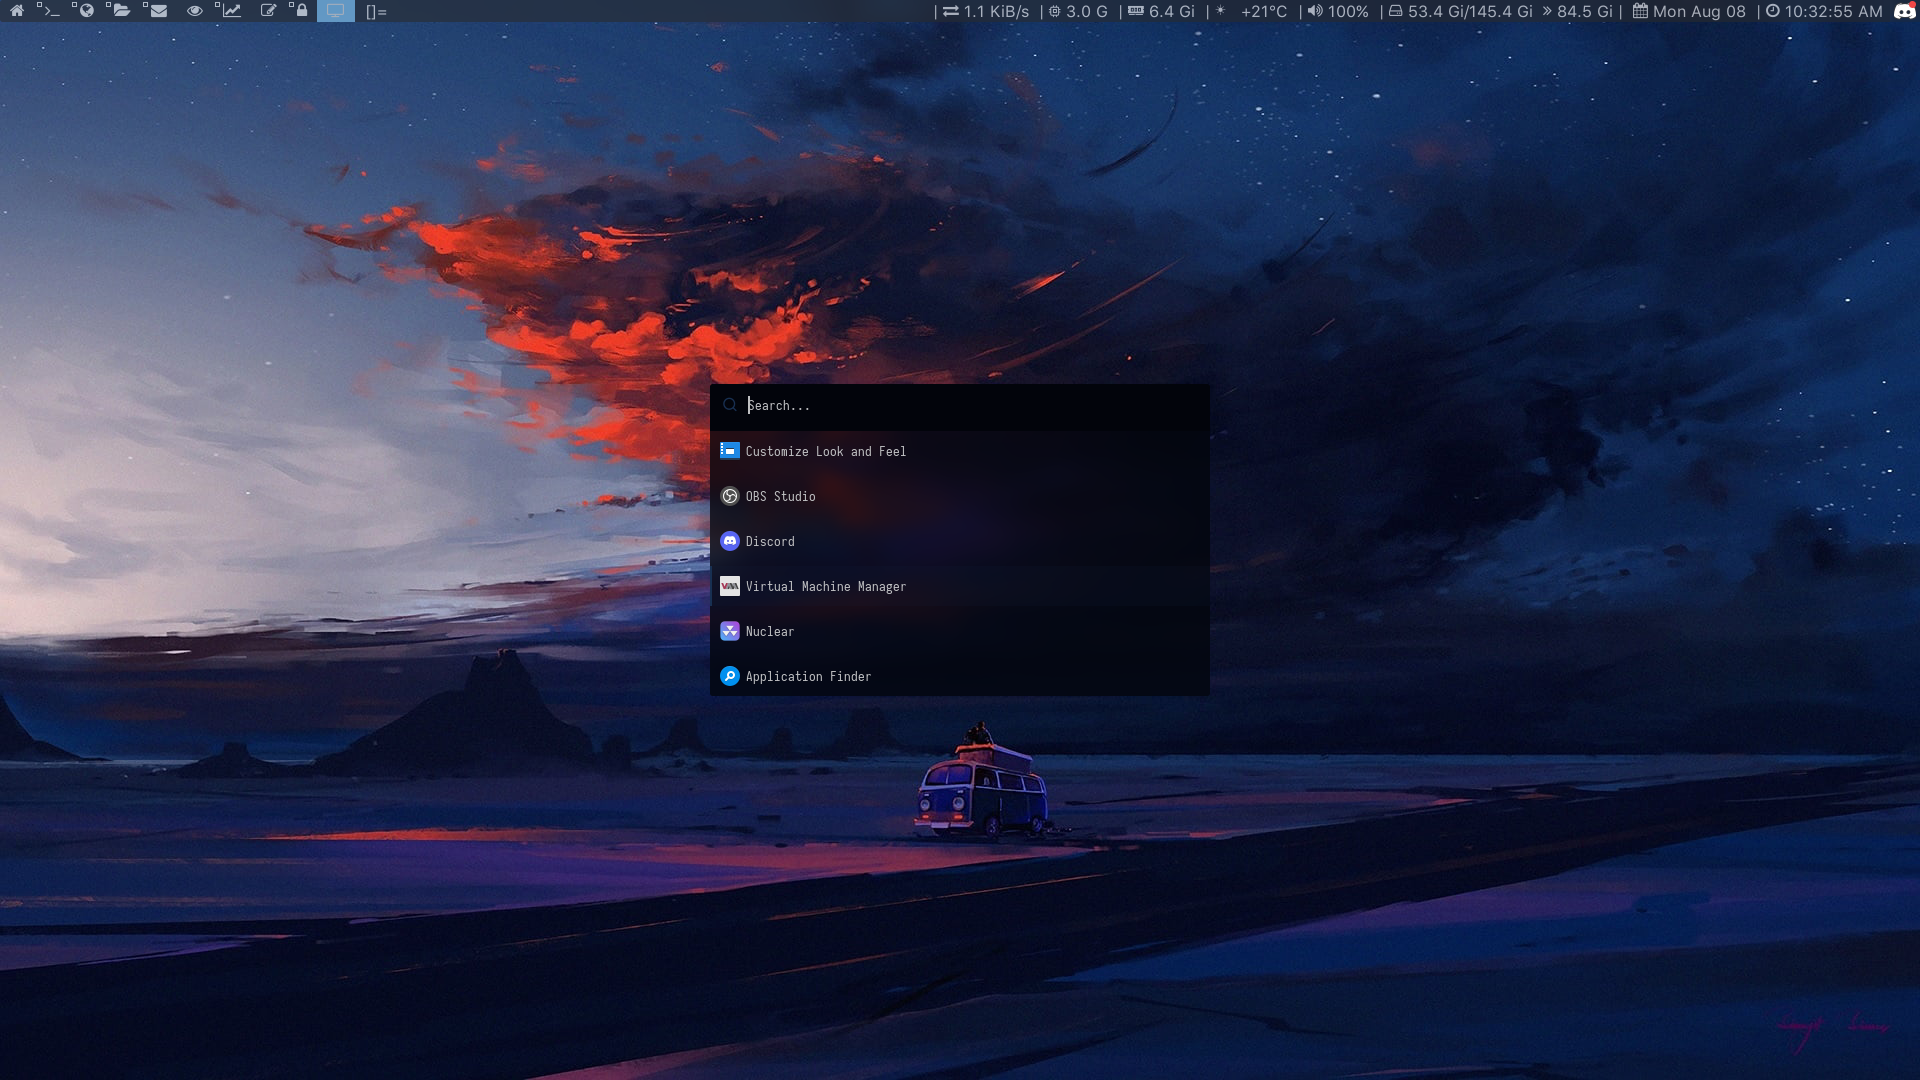 []= | 1.1 KiB/s | 3.0 G | 6.4 Gi | +21°C | 100% | 53.4 Gi/145.4 Gi 84.5 Gi | Mon Aug 08 | 10:32:55 AM
Search...
Customize Look and Feel
OBS Studio
Discord
Virtual Machine Manager
Nuclear
Application Finder